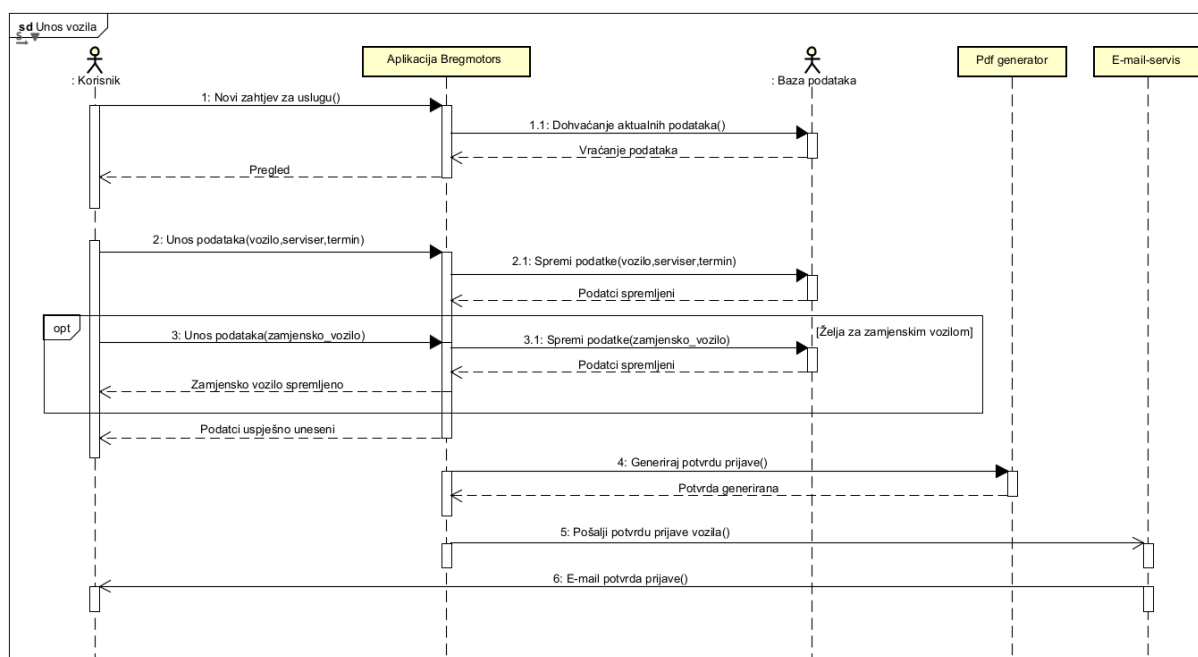 sd Unos vozila
: Korisnik
Aplikacija Bregmotors
: Baza podataka
Pdf generator
E-mail-servis
1: Novi zahtjev za uslugu()
1.1: Dohvaćanje aktualnih podataka()
Vraćanje podataka
Pregled
2: Unos podataka(vozilo,serviser,termin)
2.1: Spremi podatke(vozilo,serviser,termin)
Podatci spremljeni
opt
[Želja za zamjenskim vozilom]
3: Unos podataka(zamjensko_vozilo)
3.1: Spremi podatke(zamjensko_vozilo)
Podatci spremljeni
Zamjensko vozilo spremljeno
Podatci uspješno uneseni
4: Generiraj potvrdu prijave()
Potvrda generirana
5: Pošalji potvrdu prijave vozila()
6: E-mail potvrda prijave()